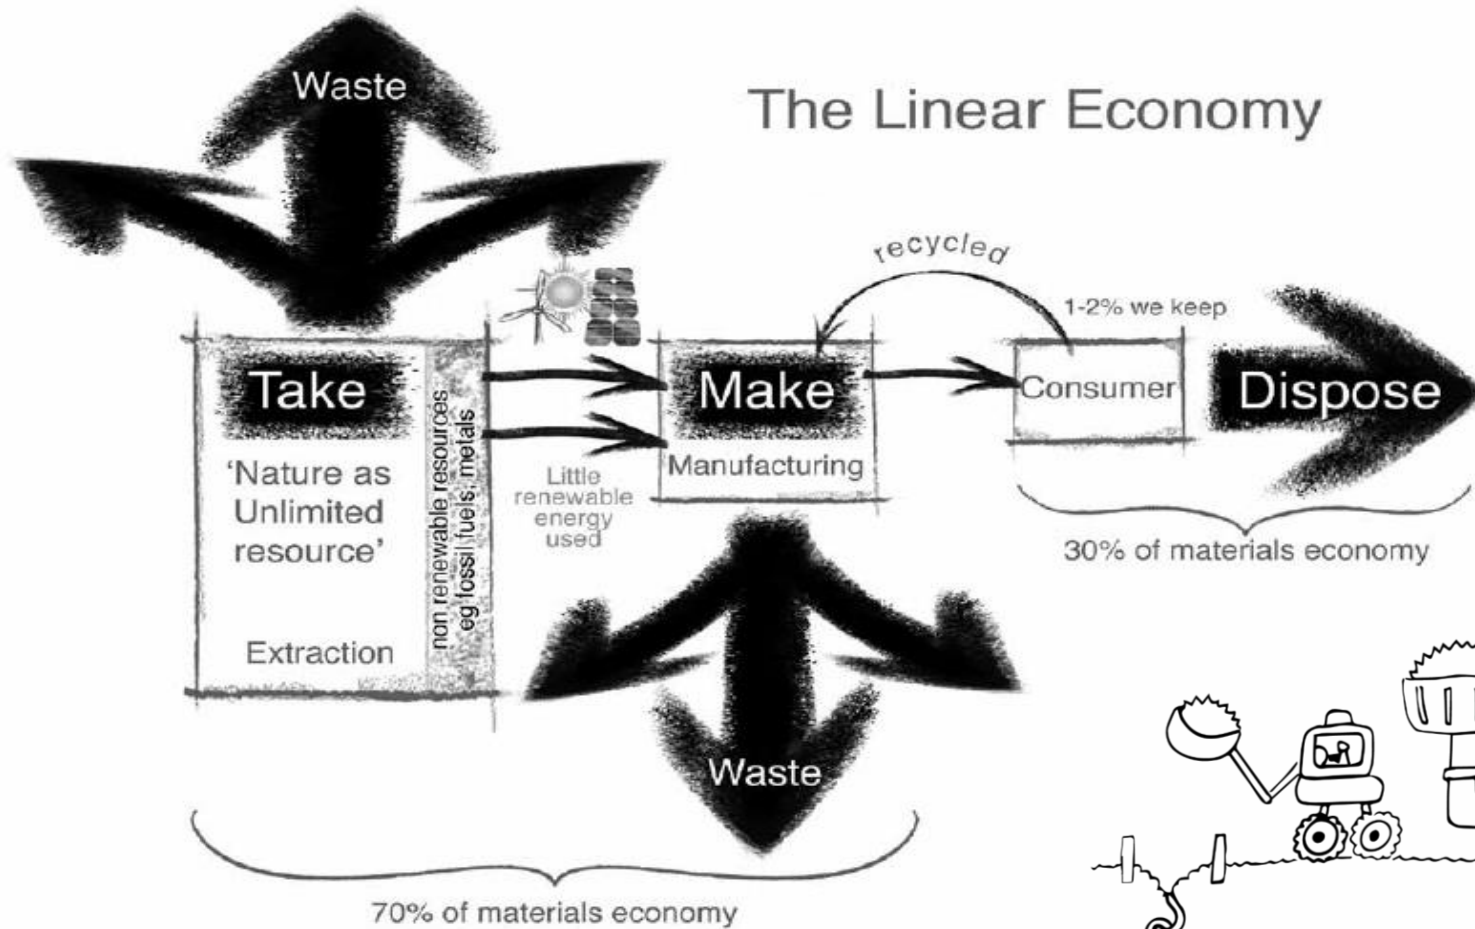 The Linear Economy
Waste
recycled
1-2% we keep
Take
Make
Consumer
Dispose
'Nature as
Unlimited
resource'
Extraction
non renewable resources
eg fossil fuels, metals
Little
renewable
energy
used
Manufacturing
30% of materials economy
Waste
70% of materials economy